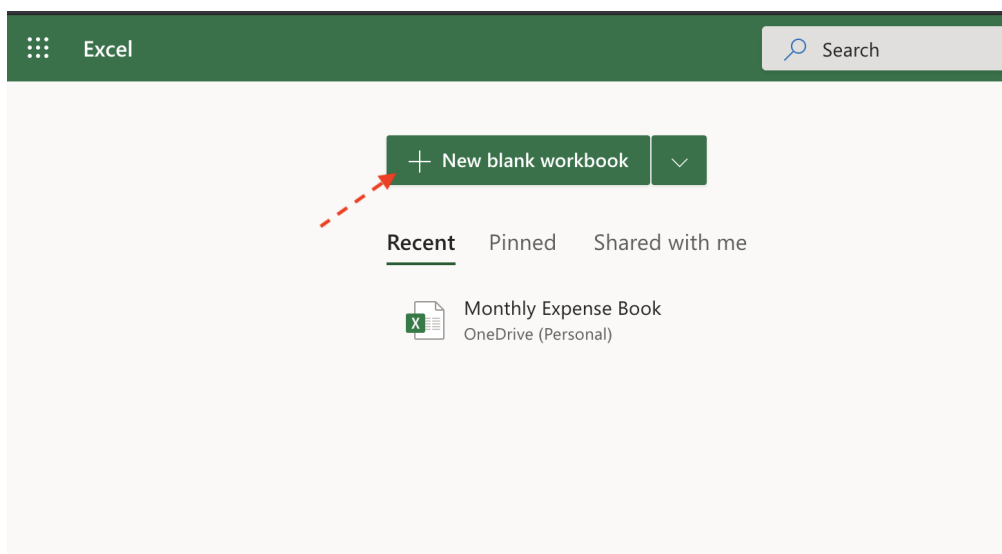 Excel
Search
New blank workbook
Recent Pinned Shared with me
X
Monthly Expense Book
OneDrive (Personal)